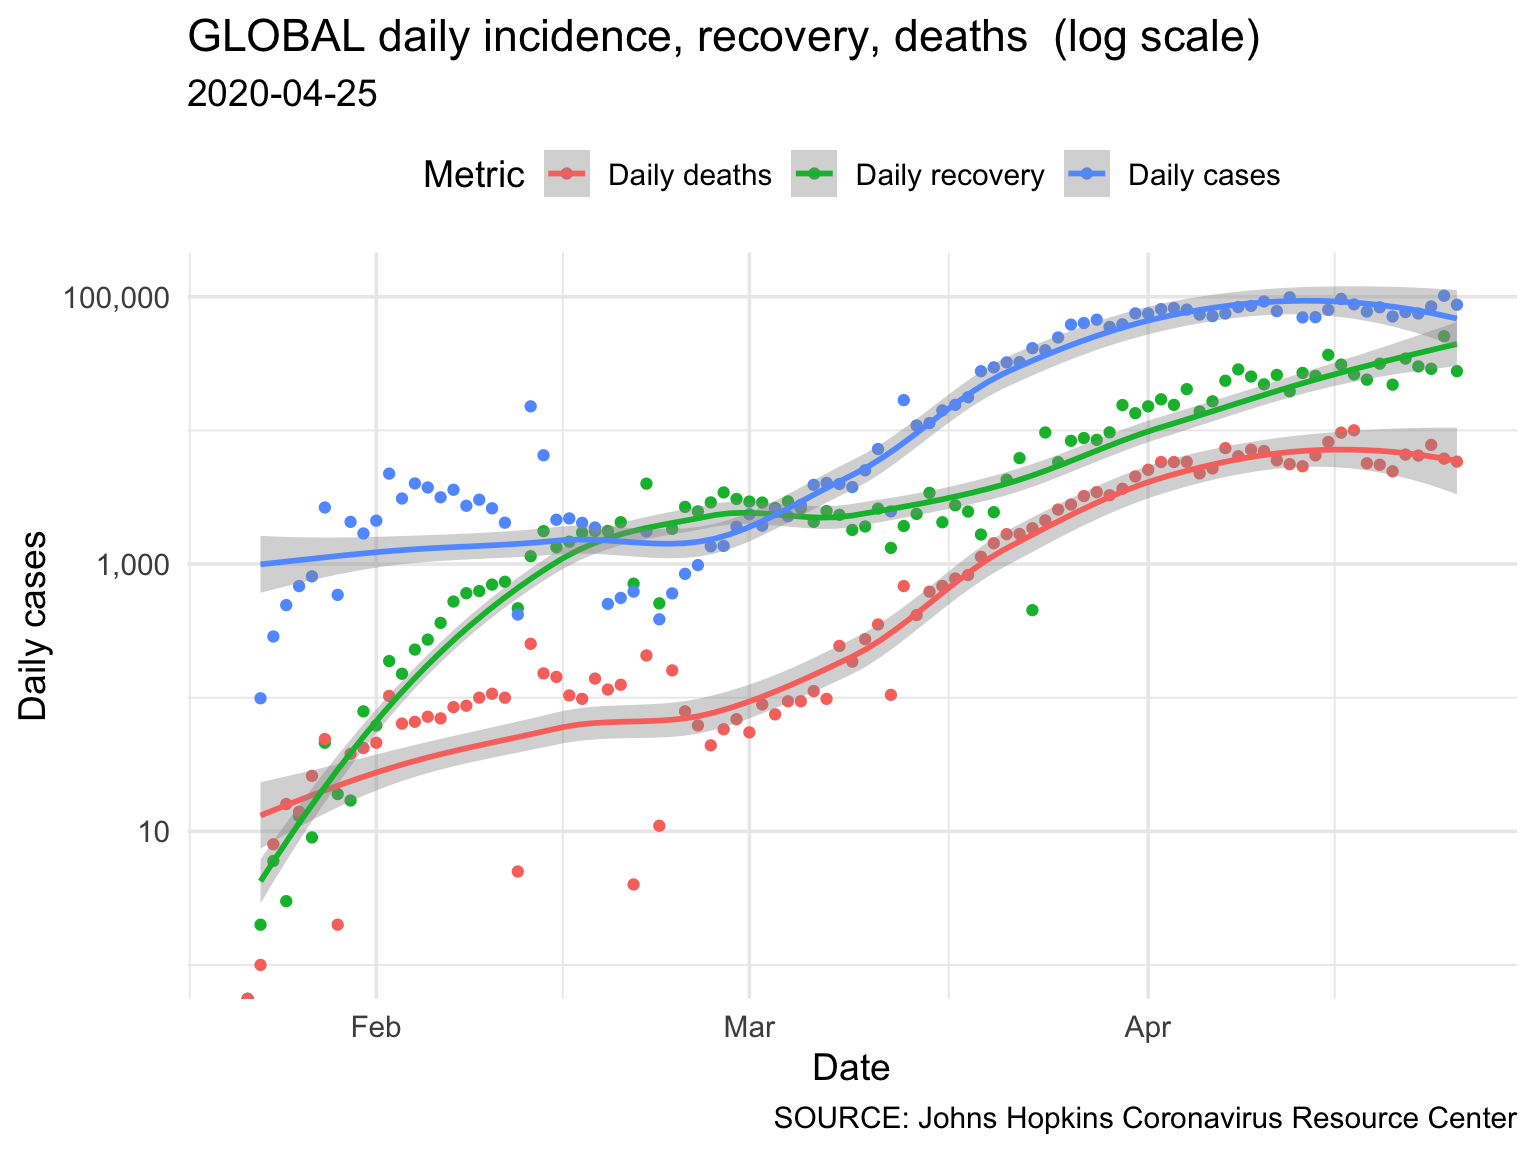 GLOBAL daily incidence, recovery, deaths  (log scale)
2020-04-25
Metric Daily deaths Daily recovery Daily cases
100,000
1,000
10
Daily cases
Feb Mar Apr
Date
SOURCE: Johns Hopkins Coronavirus Resource Center